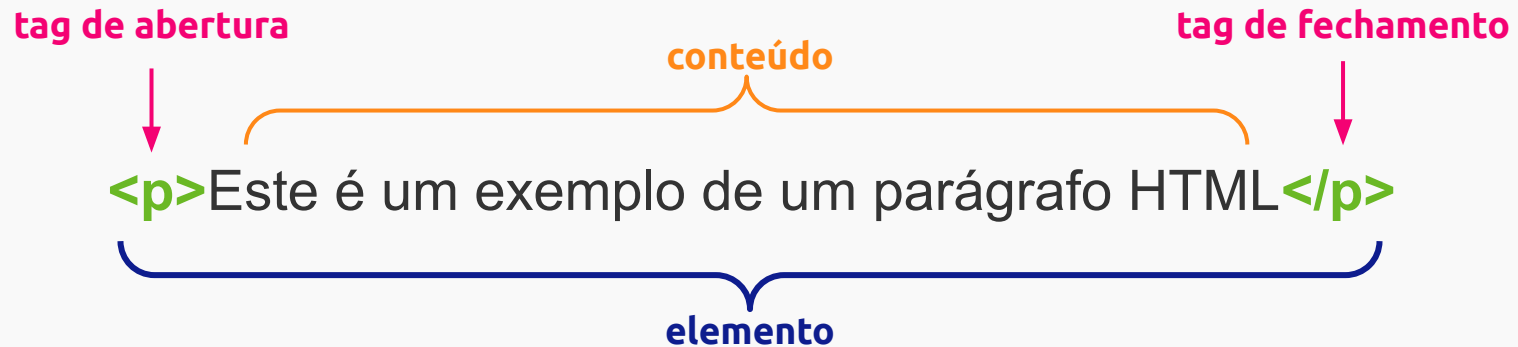 tag de abertura
tag de fechamento
conteúdo
<p>Este é um exemplo de um parágrafo HTML</p>
elemento